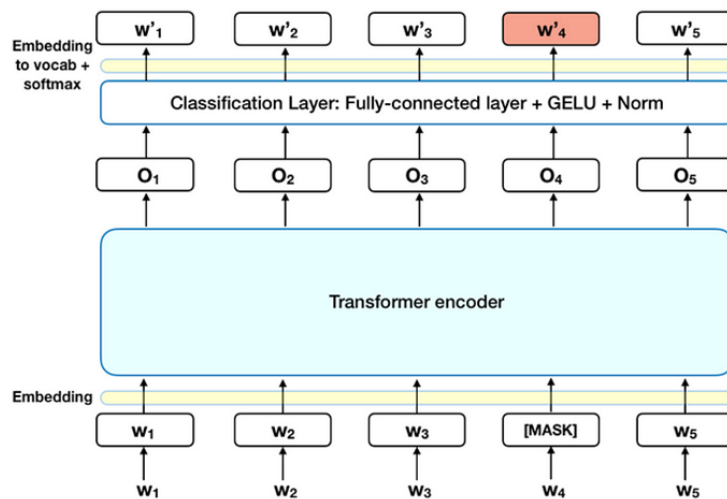 w'1 w'2 w'3 w'4 w'5
Embedding
to vocab +
softmax
Classification Layer: Fully-connected layer + GELU + Norm
O1 O2 O3 O4 O5
Transformer encoder
Embedding
W1 W2 W3 [MASK] W5
w1 w2 w3 w4 w5